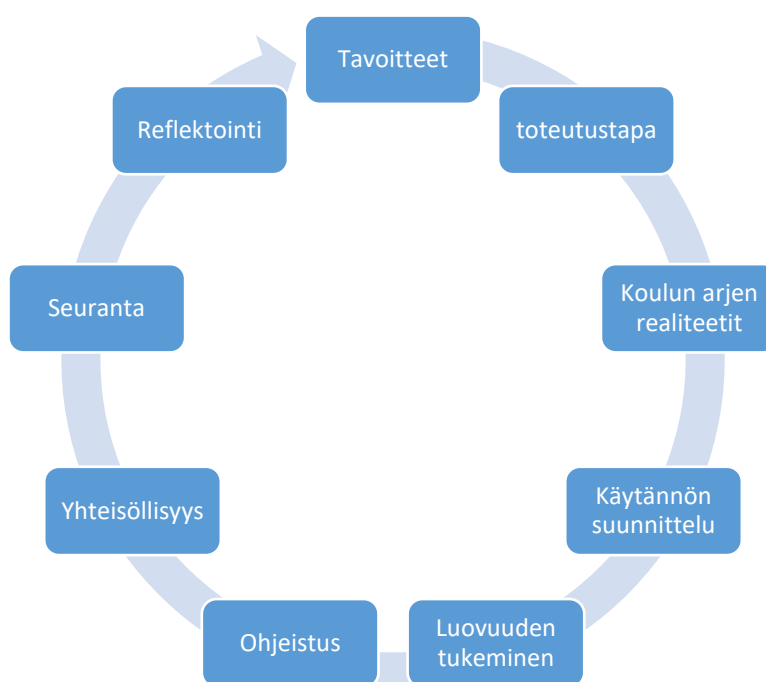 Tavoitteet
toteutustapa
Koulun arjen
realiteetit
Käytännön
suunnittelu
Luovuuden
tukeminen
Ohjeistus
Yhteisöllisyys
Seuranta
Reflektointi